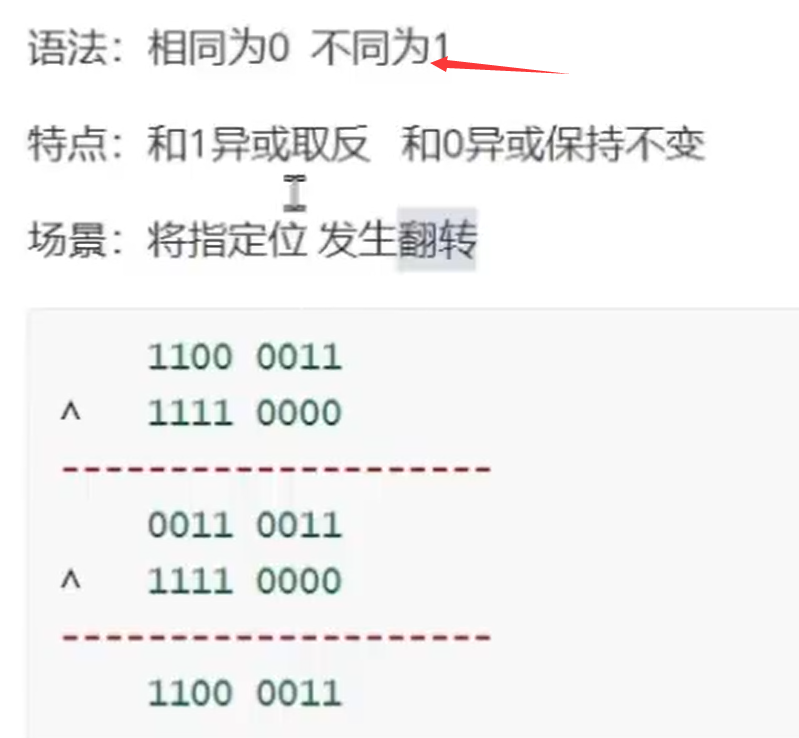 语法：相同为0 不同为1
特点：和1异或取反 和0异或保持不变
场景：将指定位 发生翻转
1100 0011
^ 1111 0000
--------------------
0011 0011
^ 1111 0000
--------------------
1100 0011